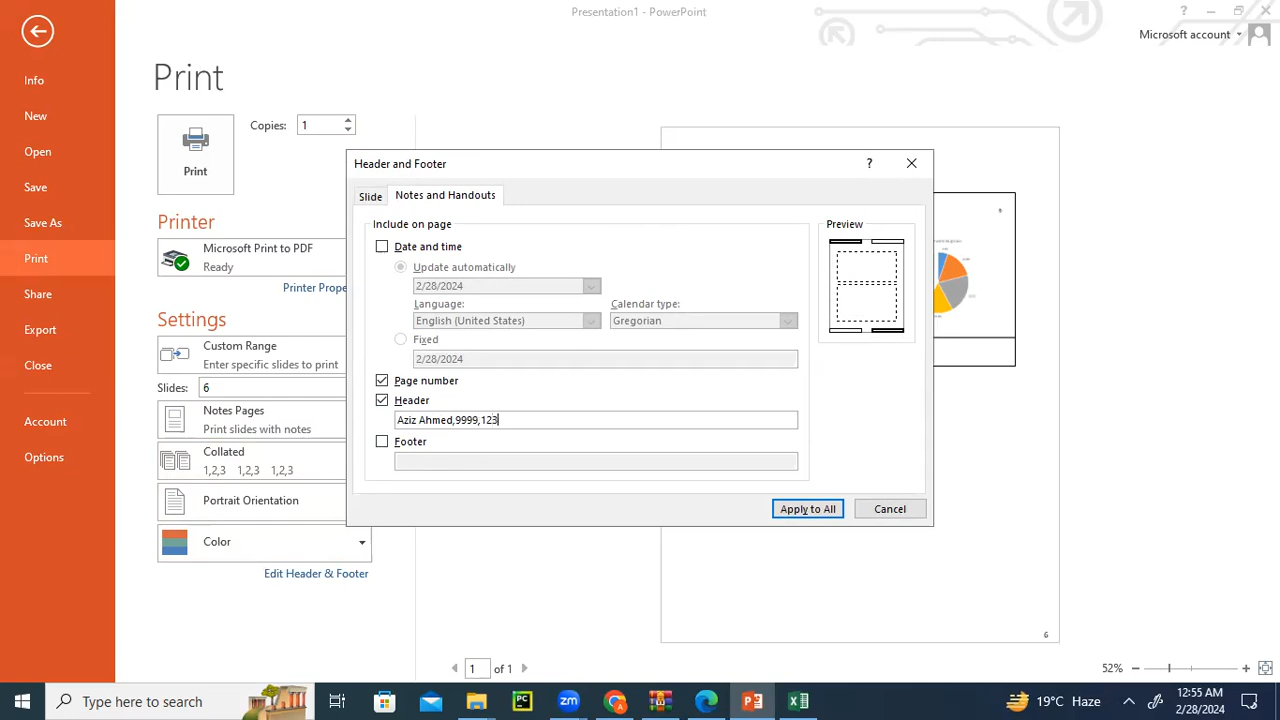 Presentation1 - PowerPoint
Microsoft account
Info
New
Open
Save
Save As
Print
Share
Export
Close
Account
Options
Print
Print
Copies: 1
Printer
Microsoft Print to PDF
Ready
Printer Prope
Settings
Custom Range
Enter specific slides to print
Slides: 6
Notes Pages
Print slides with notes
Collated
1,2,3 1,2,3 1,2,3
Portrait Orientation
Color
Edit Header & Footer
Header and Footer
?
Slide
Notes and Handouts
Include on page
Date and time
Update automatically
2/28/2024
Language:
Calendar type:
English (United States)
Gregorian
Fixed
2/28/2024
Page number
Header
Aziz Ahmed,9999,123
Footer
Preview
Apply to All
Cancel
6
1 of 1
52%
Type here to search
19°C Haze
12:55 AM
2/28/2024